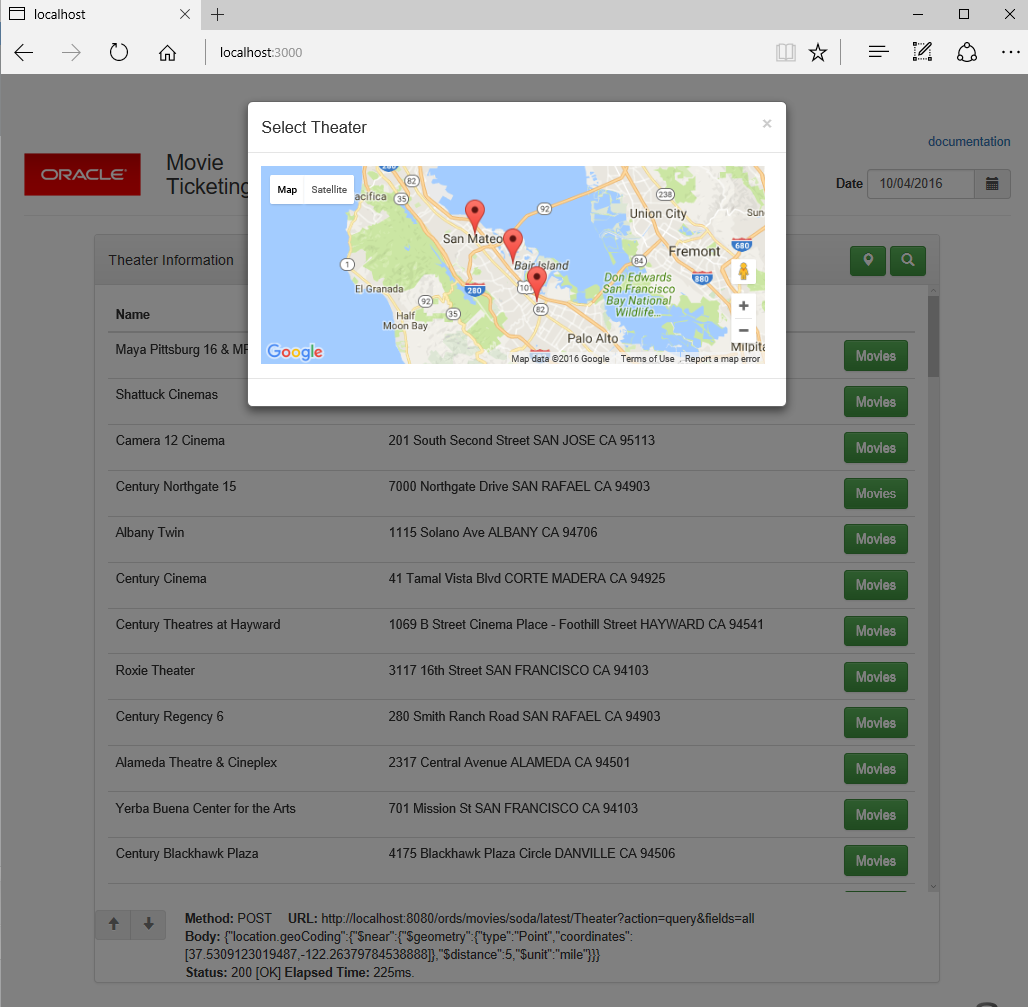 localhost
localhost:3000
Select Theater ×
documentation
ORACLE
Movie
Ticketing
Date 10/04/2016
Map Satellite
acifica 35 82 280
92 238
Union City Sun
San Mateo
680
1 Bair Island 84 Fremont
El Granada 280 101 Don Edwards 880
San Francisco
92 82 Bay National
Half 35 Wildlife...
Moon Bay
Palo Alto Milpita
Google Map data ©2016 Google Terms of Use Report a map error
Theater Information
Name
Maya Pittsburg 16 & MP Movies
Shattuck Cinemas Movies
Camera 12 Cinema 201 South Second Street SAN JOSE CA 95113 Movies
Century Northgate 15 7000 Northgate Drive SAN RAFAEL CA 94903 Movies
Albany Twin 1115 Solano Ave ALBANY CA 94706 Movies
Century Cinema 41 Tamal Vista Blvd CORTE MADERA CA 94925 Movies
Century Theatres at Hayward 1069 B Street Cinema Place - Foothill Street HAYWARD CA 94541 Movies
Roxie Theater 3117 16th Street SAN FRANCISCO CA 94103 Movies
Century Regency 6 280 Smith Ranch Road SAN RAFAEL CA 94903 Movies
Alameda Theatre & Cineplex 2317 Central Avenue ALAMEDA CA 94501 Movies
Yerba Buena Center for the Arts 701 Mission St SAN FRANCISCO CA 94103 Movies
Century Blackhawk Plaza 4175 Blackhawk Plaza Circle DANVILLE CA 94506 Movies
Method: POST URL: http://localhost:8080/ords/movies/soda/latest/Theater?action=query&fields=all
Body: {"location.geoCoding":{"$near":{"$geometry":{"type":"Point","coordinates":
[37.5309123019487,-122.26379784538888]},"$distance":5,"$unit":"mile"}}}
Status: 200 [OK] Elapsed Time: 225ms.